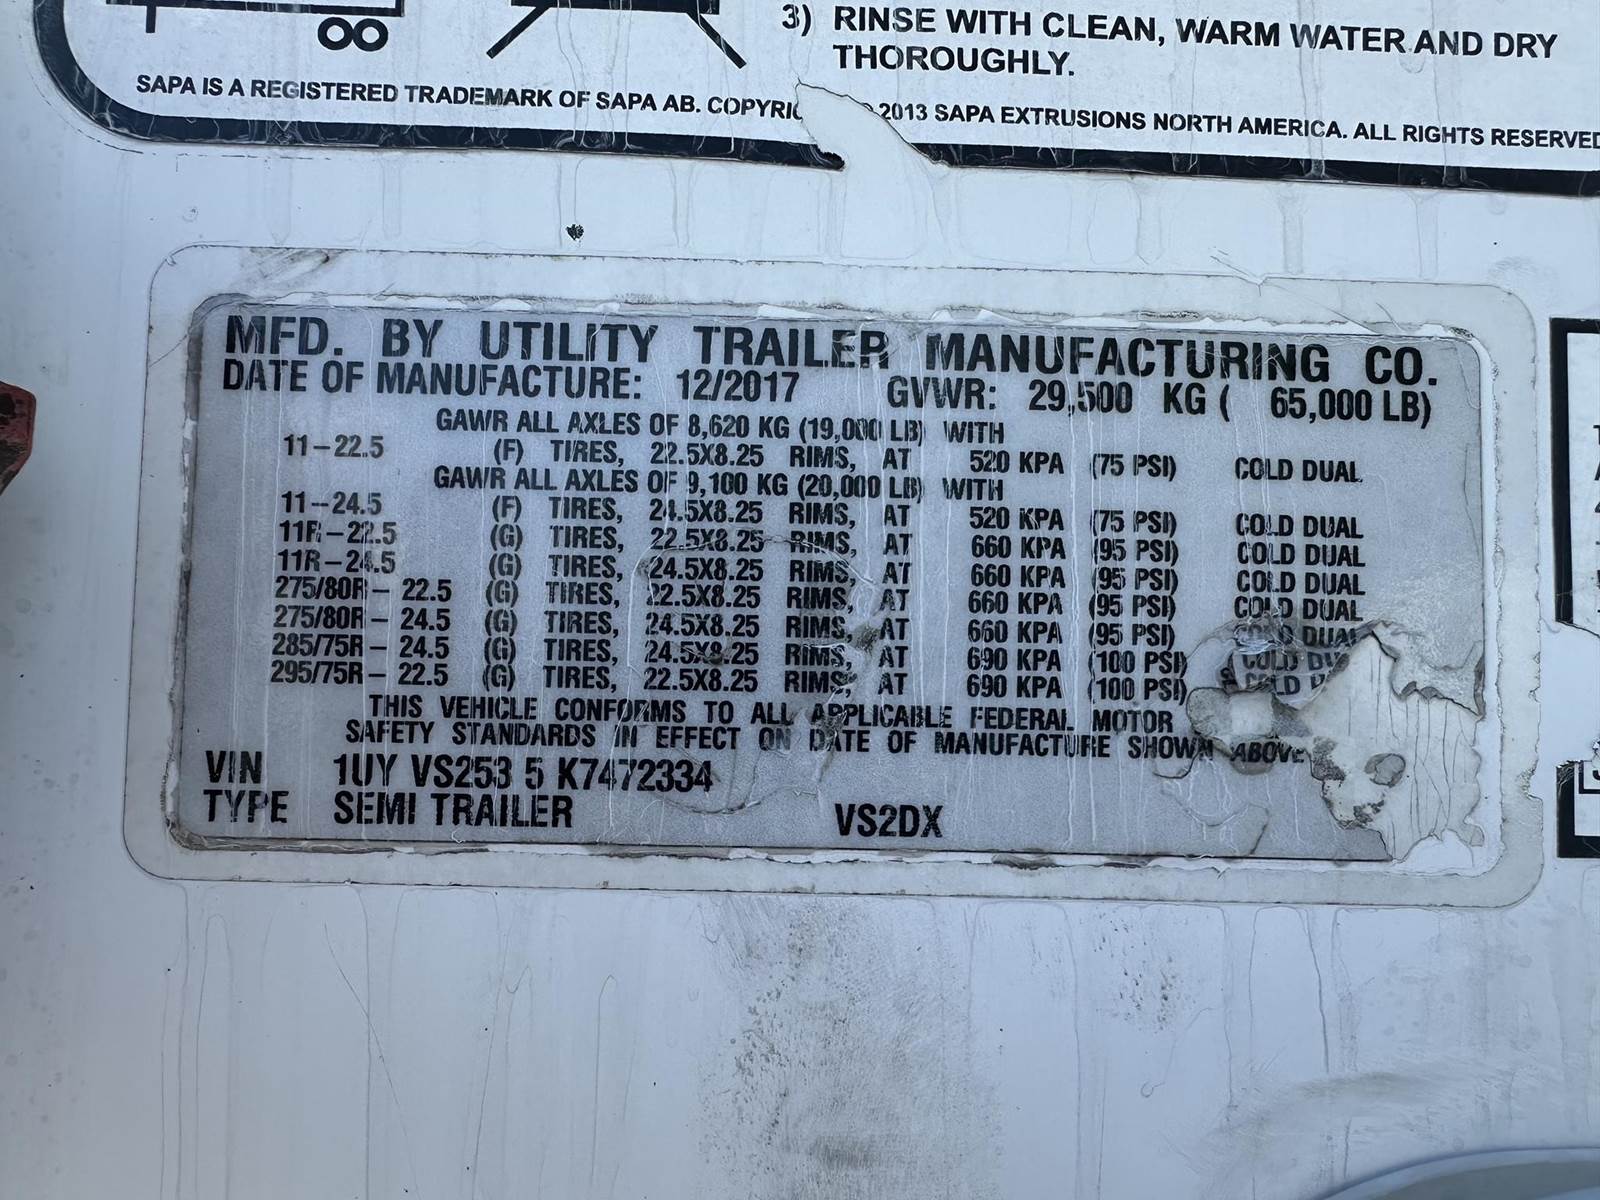 3) RINSE WITH CLEAN, WARM WATER AND DRY
THOROUGHLY.
SAPA IS A REGISTERED TRADEMARK OF SAPA AB. 2013 SAPA EXTRUSIONS NORTH AMERICA. ALL RIGHTS RESERVED
MFD. BY UTILITY TRAILER MANUFACTURING CO.
DATE OF MANUFACTURE: 12/2017 GVWR: 29,500 KG ( 65,000 LB)
GAWR ALL AXLES OF 8,620 KG (19,000 LB) WITH
11-22.5 (F) TIRES, 22.5X8.25 RIMS, AT 520 KPA (75 PSI) COLD DUAL
GAWR ALL AXLES OF 9,100 KG (20,000 LB) WITH
11-24.5 (F) TIRES, 24.5X8.25 RIMS, AT 520 KPA (75 PSI) COLD DUAL
11R-22.5 (G) TIRES, 22.5X8.25 RIMS, AT 660 KPA (95 PSI) COLD DUAL
11R-24.5 (G) TIRES, 24.5X8.25 RIMS, AT 660 KPA (95 PSI) COLD DUAL
275/80R- 22.5 (G) TIRES, 22.5X8.25 RIMS, AT 660 KPA (95 PSI) COLD DUAL
275/80R- 24.5 (G) TIRES, 24.5X8.25 RIMS, AT 660 KPA (95 PSI) COLD DUAL
285/75R- 24.5 (G) TIRES, 24.5X8.25 RIMS, AT 690 KPA (100 PSI) COLD
295/75R- 22.5 (G) TIRES, 22.5X8.25 RIMS, AT 690 KPA (100 PSI) COLD
THIS VEHICLE CONFORMS TO ALL APPLICABLE FEDERAL MOTOR
SAFETY STANDARDS IN EFFECT ON DATE OF MANUFACTURE SHOWN ABOVE
VIN 1UY VS253 5 K7472334
TYPE SEMI TRAILER VS2DX